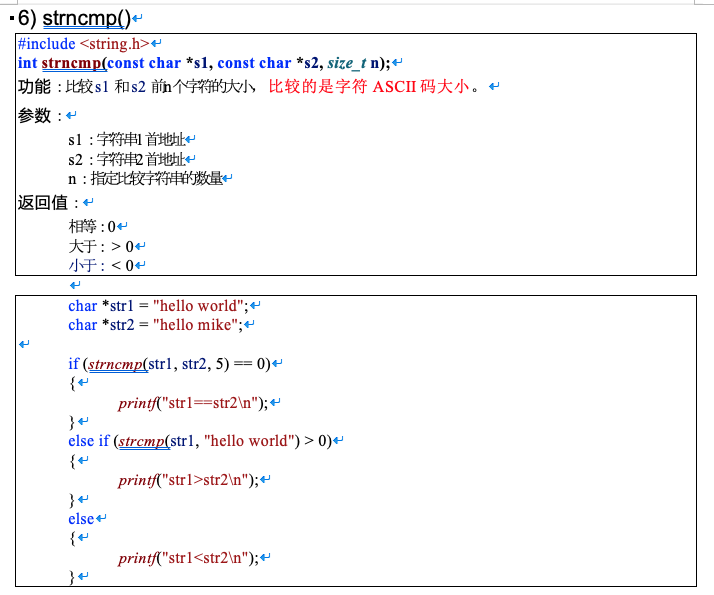 6) strncmp()
#include <string.h>
int strncmp(const char *s1, const char *s2, size_t n);
功能：比较s1 和s2 前n个字符的大小，比较的是字符 ASCII 码大小。
参数：
s1：字符串1首地址
s2：字符串2首地址
n：指定比较字符串的数量
返回值：
相等：0
大于： > 0
小于： < 0
char *str1 = "hello world";
char *str2 = "hello mike";
if (strncmp(str1, str2, 5) == 0)
{
printf("str1==str2\n");
}
else if (strcmp(str1, "hello world") > 0)
{
printf("str1>str2\n");
}
else
{
printf("str1<str2\n");
}